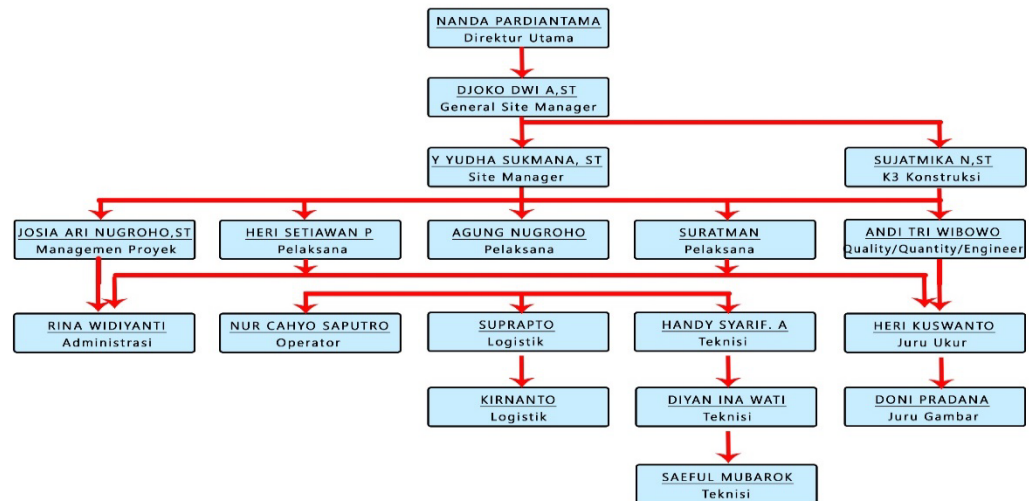 NANDA PARDIANTAMA
Direktur Utama
DJOKO DWI A,ST
General Site Manager
Y YUDHA SUKMANA, ST
Site Manager
SUJATMIKA N,ST
K3 Konstruksi
JOSIA ARI NUGROHO,ST
Managemen Proyek
HERI SETIAWAN P
Pelaksana
AGUNG NUGROHO
Pelaksana
SURATMAN
Pelaksana
ANDI TRI WIBOWO
Quality/Quantity/Engineer
RINA WIDIYANTI
Administrasi
NUR CAHYO SAPUTRO
Operator
SUPRAPTO
Logistik
HANDY SYARIF. A
Teknisi
HERI KUSWANTO
Juru Ukur
KIRNANTO
Logistik
DIYAN INA WATI
Teknisi
DONI PRADANA
Juru Gambar
SAEFUL MUBAROK
Teknisi